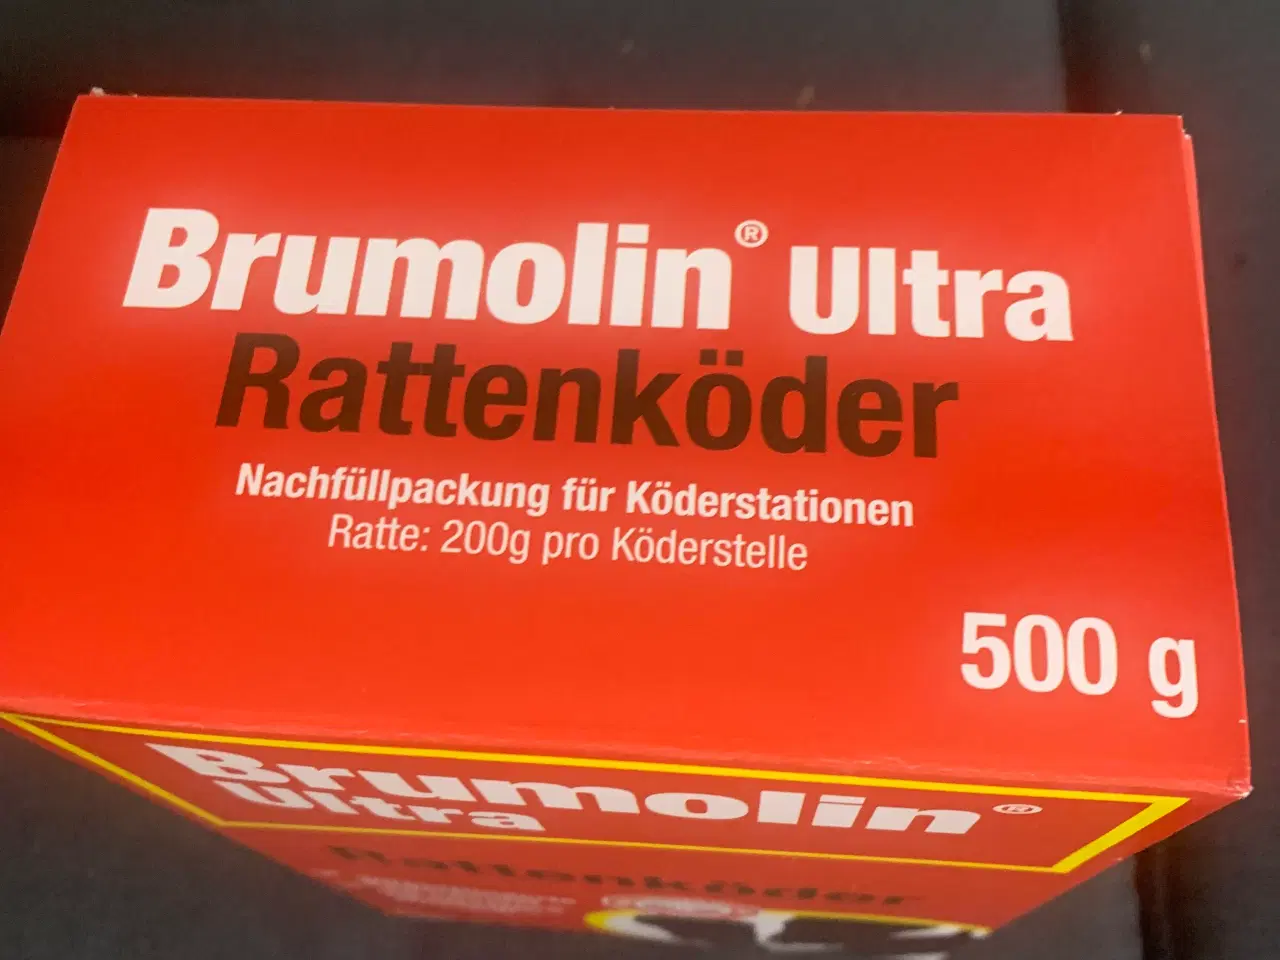 Brumolin® Ultra
Rattenköder
Nachfüllpackung für Köderstationen
Ratte: 200g pro Köderstelle
500 g
Brumolin®
Ultra
Rattenköder